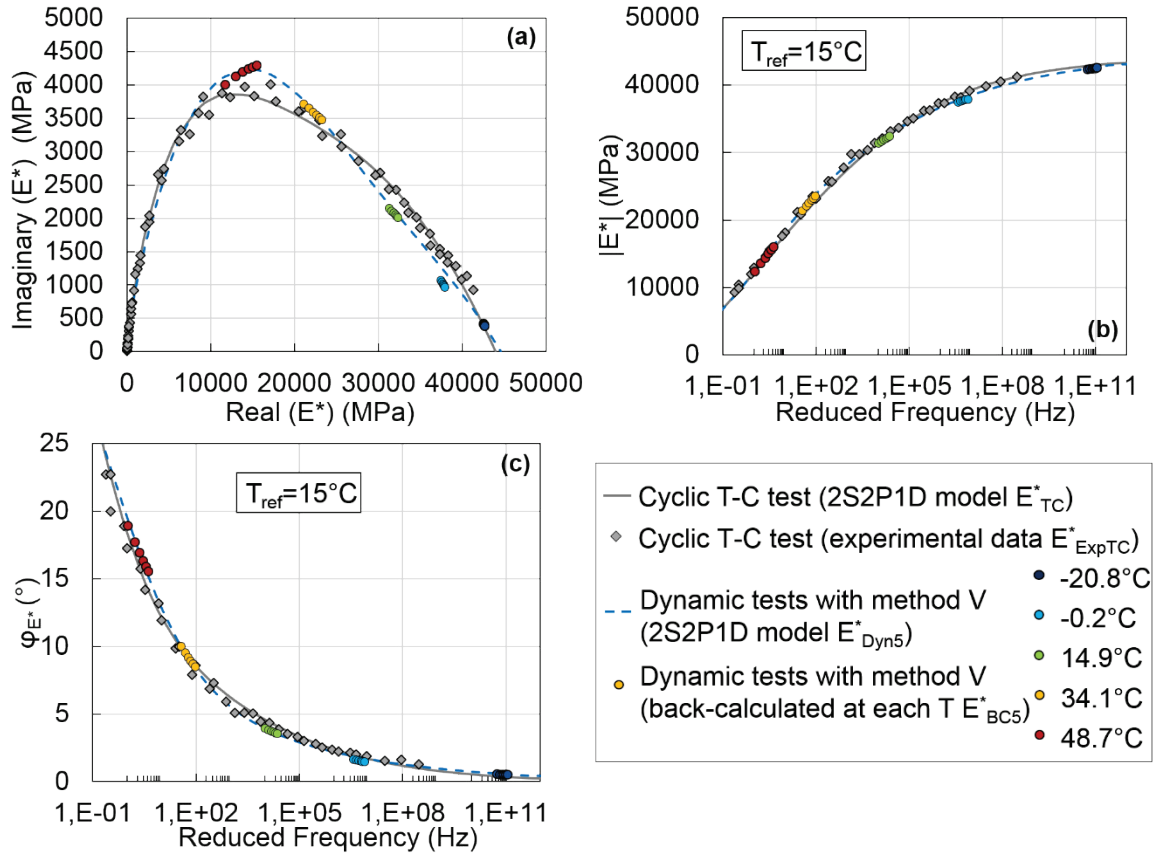 (a)
5000
4500
4000
3500
3000
2500
2000
1500
1000
500
0
Imaginary (E*) (MPa)
0 10000 20000 30000 40000 50000
Real (E*) (MPa)
(b)
Tref=15°C
50000
40000
30000
20000
10000
0
|E*| (MPa)
1,E-01 1,E+02 1,E+05 1,E+08 1,E+11
Reduced Frequency (Hz)
(c)
Tref=15°C
25
20
15
10
5
0
φE* (°)
1,E-01 1,E+02 1,E+05 1,E+08 1,E+11
Reduced Frequency (Hz)
Cyclic T-C test (2S2P1D model E*TC)
Cyclic T-C test (experimental data E*ExpTC)
Dynamic tests with method V
(2S2P1D model E*Dyn5)
Dynamic tests with method V
(back-calculated at each T E*BC5)
-20.8°C
-0.2°C
14.9°C
34.1°C
48.7°C